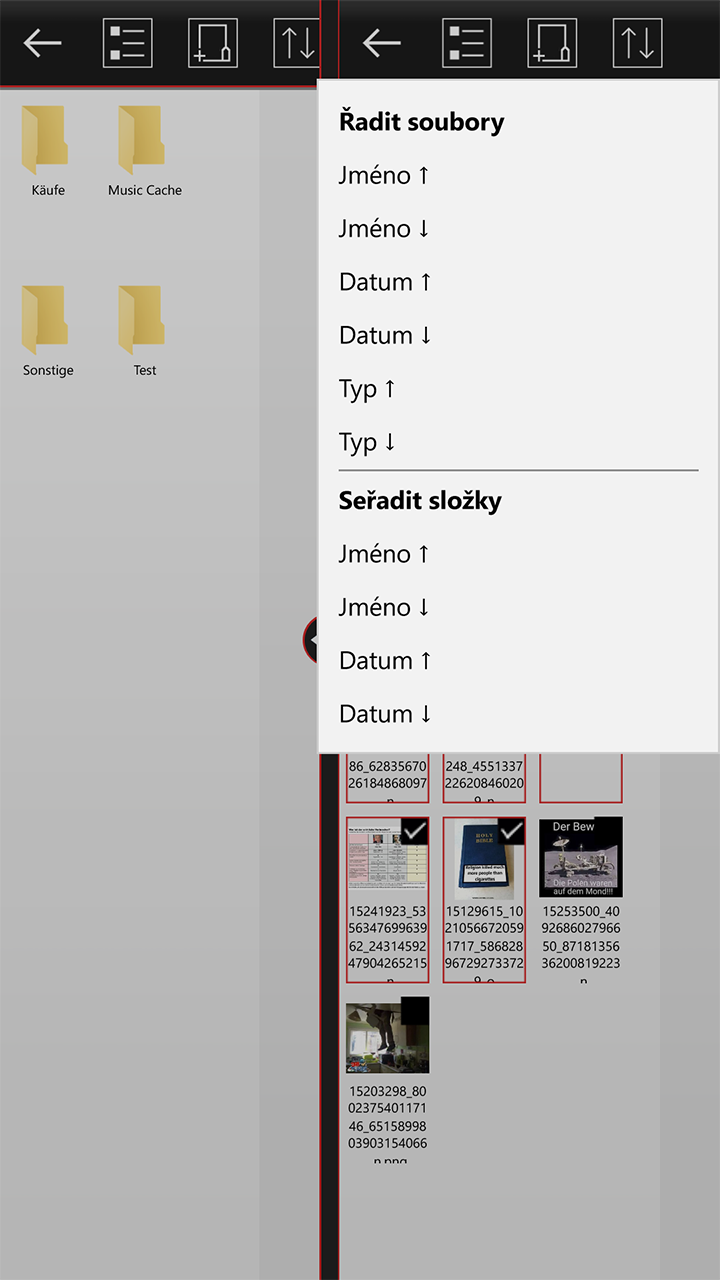 Käufe
Music Cache
Sonstige
Test
Řadit soubory
Jméno ↑
Jméno ↓
Datum ↑
Datum ↓
Typ ↑
Typ ↓
Seřadit složky
Jméno ↑
Jméno ↓
Datum ↑
Datum ↓
86_62835670
26184868097
248_4551337
22620846020
15241923_53
56347699639
62_24314592
47904265215
HOLY
BIBLE
Religion killed much
more people than
cigarettes
15129615_10
21056672059
1717_586828
96729273372
Der Bew
Die Polen waren
auf dem Mond!!!
15253500_40
92686027966
50_87181356
36200819223
15203298_80
02375401171
46_65158998
03903154066
n.png